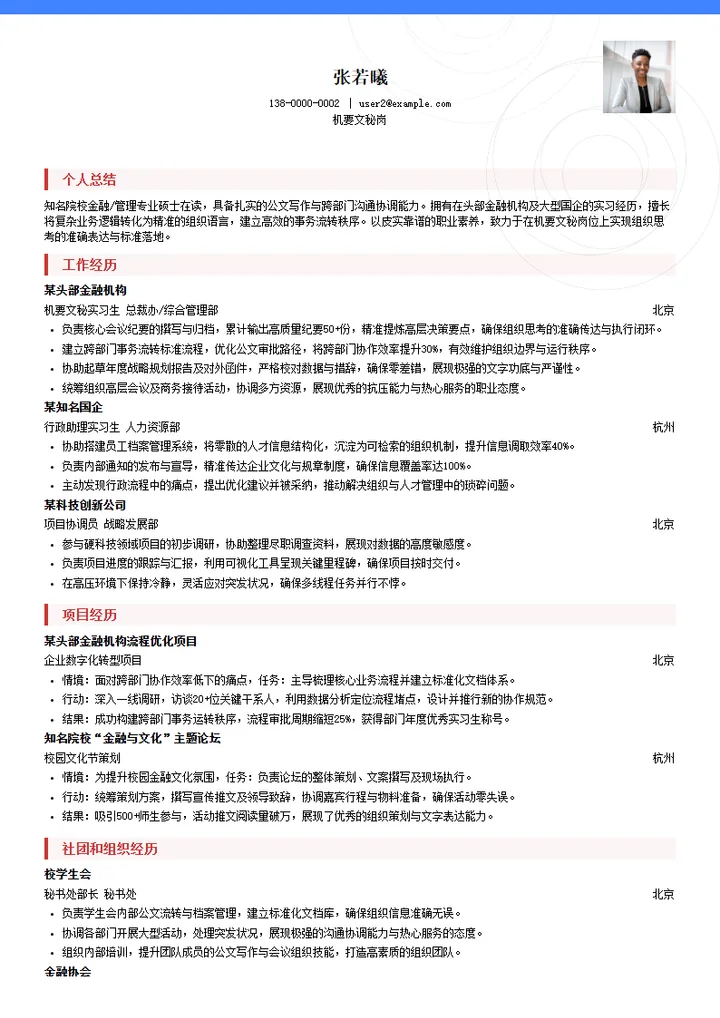 张若曦
138-0000-0002 | user2@example.com
机要文秘岗
个人总结
知名院校金融/管理专业硕士在读，具备扎实的公文写作与跨部门沟通协调能力。拥有在头部金融机构及大型国企的实习经历，擅长
将复杂业务逻辑转化为精准的组织语言，建立高效的事务流转秩序。以皮实靠谱的职业素养，致力于在机要文秘岗位上实现组织思
考的准确表达与标准落地。
工作经历
某头部金融机构
机要文秘实习生 总裁办/综合管理部 北京
• 负责核心会议纪要的撰写与归档，累计输出高质量纪要50+份，精准提炼高层决策要点，确保组织思考的准确传达与执行闭环。
• 建立跨部门事务流转标准流程，优化公文审批路径，将跨部门协作效率提升30%，有效维护组织边界与运行秩序。
• 协助起草年度战略规划报告及对外函件，严格校对数据与措辞，确保零差错，展现极强的文字功底与严谨性。
• 统筹组织高层会议及商务接待活动，协调多方资源，展现优秀的抗压能力与热心服务的职业态度。
某知名国企
行政助理实习生 人力资源部 杭州
• 协助搭建员工档案管理系统，将零散的人才信息结构化，沉淀为可检索的组织机制，提升信息调取效率40%。
• 负责内部通知的发布与宣导，精准传达企业文化与规章制度，确保信息覆盖率达100%。
• 主动发现行政流程中的痛点，提出优化建议并被采纳，推动解决组织与人才管理中的琐碎问题。
某科技创新公司
项目协调员 战略发展部 北京
• 参与硬科技领域项目的初步调研，协助整理尽职调查资料，展现对数据的高度敏感度。
• 负责项目进度的跟踪与汇报，利用可视化工具呈现关键里程碑，确保项目按时交付。
• 在高压环境下保持冷静，灵活应对突发状况，确保多线程任务并行不悖。
项目经历
某头部金融机构流程优化项目
企业数字化转型项目 北京
• 情境：面对跨部门协作效率低下的痛点，任务：主导梳理核心业务流程并建立标准化文档体系。
• 行动：深入一线调研，访谈20+位关键干系人，利用数据分析定位流程堵点，设计并推行新的协作规范。
• 结果：成功构建跨部门事务运转秩序，流程审批周期缩短25%，获得部门年度优秀实习生称号。
知名院校“金融与文化”主题论坛
校园文化节策划 杭州
• 情境：为提升校园金融文化氛围，任务：负责论坛的整体策划、文案撰写及现场执行。
• 行动：统筹策划方案，撰写宣传推文及领导致辞，协调嘉宾行程与物料准备，确保活动零失误。
• 结果：吸引500+师生参与，活动推文阅读量破万，展现了优秀的组织策划与文字表达能力。
社团和组织经历
校学生会
秘书处部长 秘书处 北京
• 负责学生会内部公文流转与档案管理，建立标准化文档库，确保组织信息准确无误。
• 协调各部门开展大型活动，处理突发状况，展现极强的沟通协调能力与热心服务的态度。
• 组织内部培训，提升团队成员的公文写作与会议组织技能，打造高素质的组织团队。
金融协会